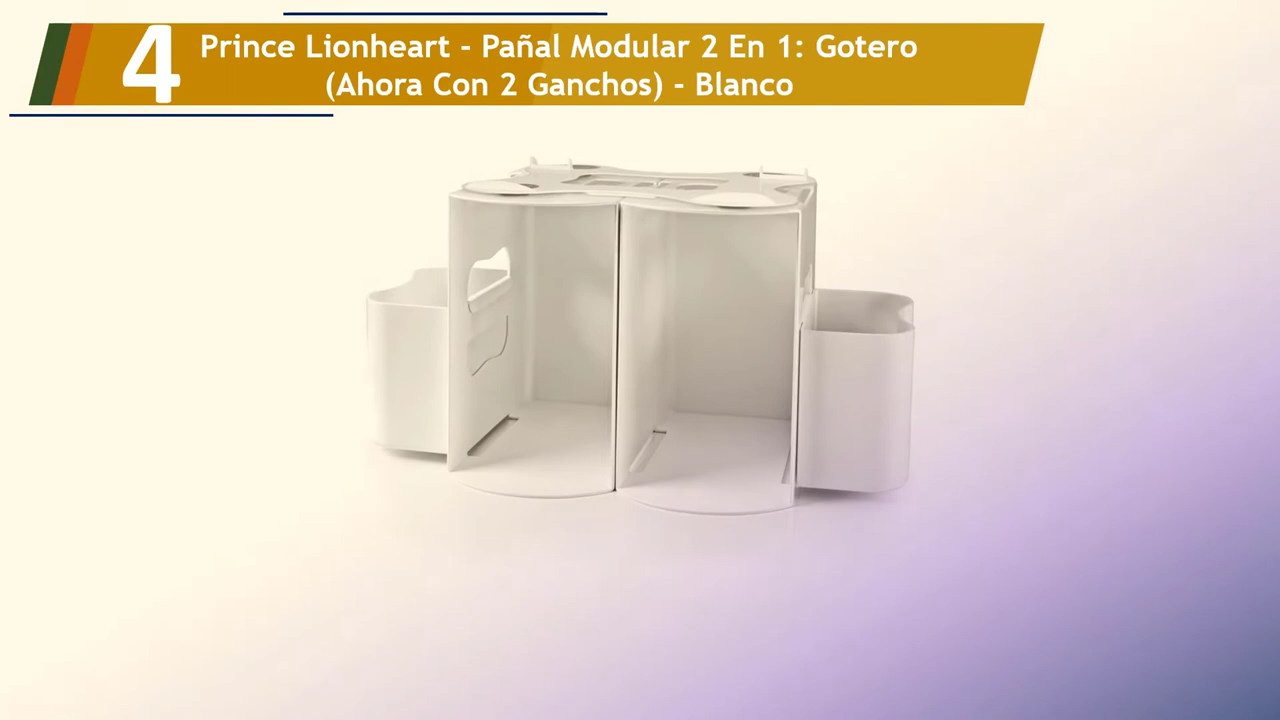 4
Prince Lionheart - Pañal Modular 2 En 1: Gotero
(Ahora Con 2 Ganchos) - Blanco